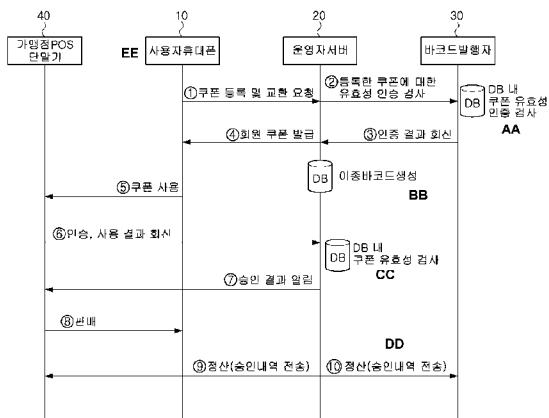 40
10
20
30
가맹점POS
단말기
EE
사용자휴대폰
운영자서버
바코드발행자
①쿠폰 등록 및 교환 요청
②등록한 쿠폰에 대한
유효성 인증 검사
DB
DB 내
쿠폰 유효성
인증 검사
AA
④회원 쿠폰 발급
③인증 결과 회신
DB
이종바코드생성
BB
⑤쿠폰 사용
⑥인증, 사용 결과 회신
DB
DB 내
쿠폰 유효성 검사
CC
⑦승인 결과 알림
⑧판매
DD
⑨정산(승인내역 전송)
⑩정산(승인내역 전송)